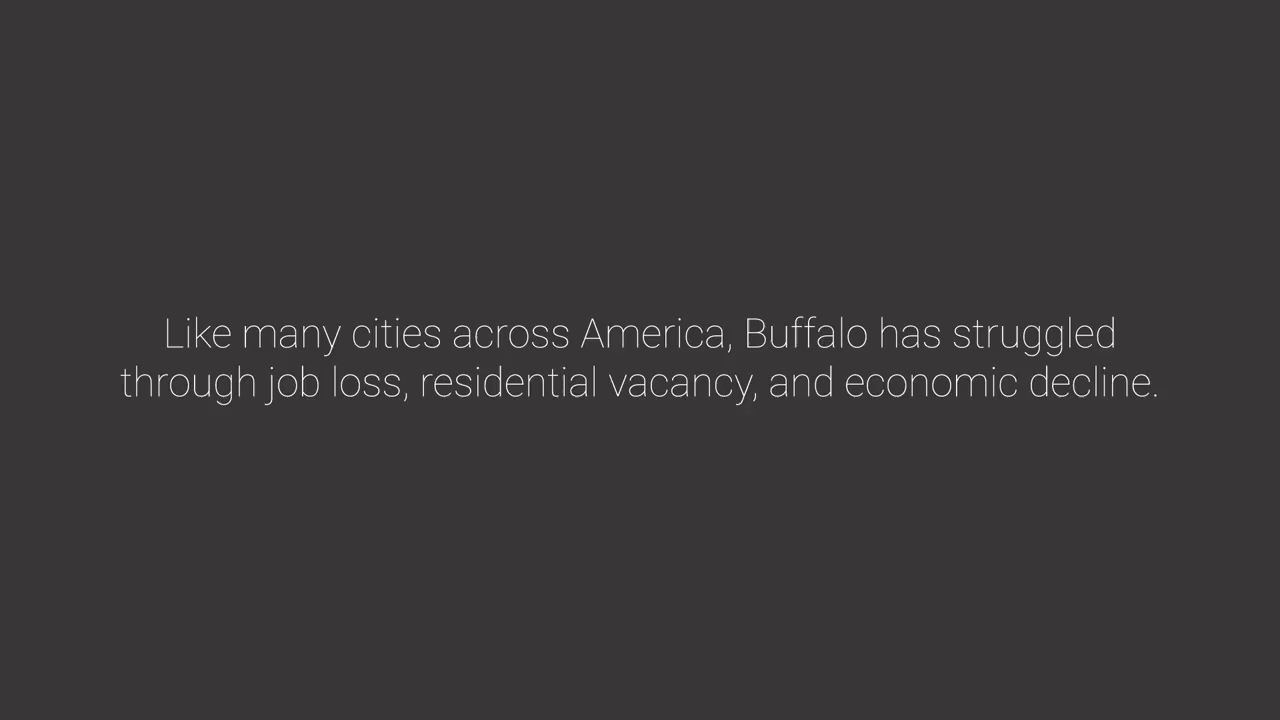 Like many cities across America, Buffalo has struggled
through job loss, residential vacancy, and economic decline.